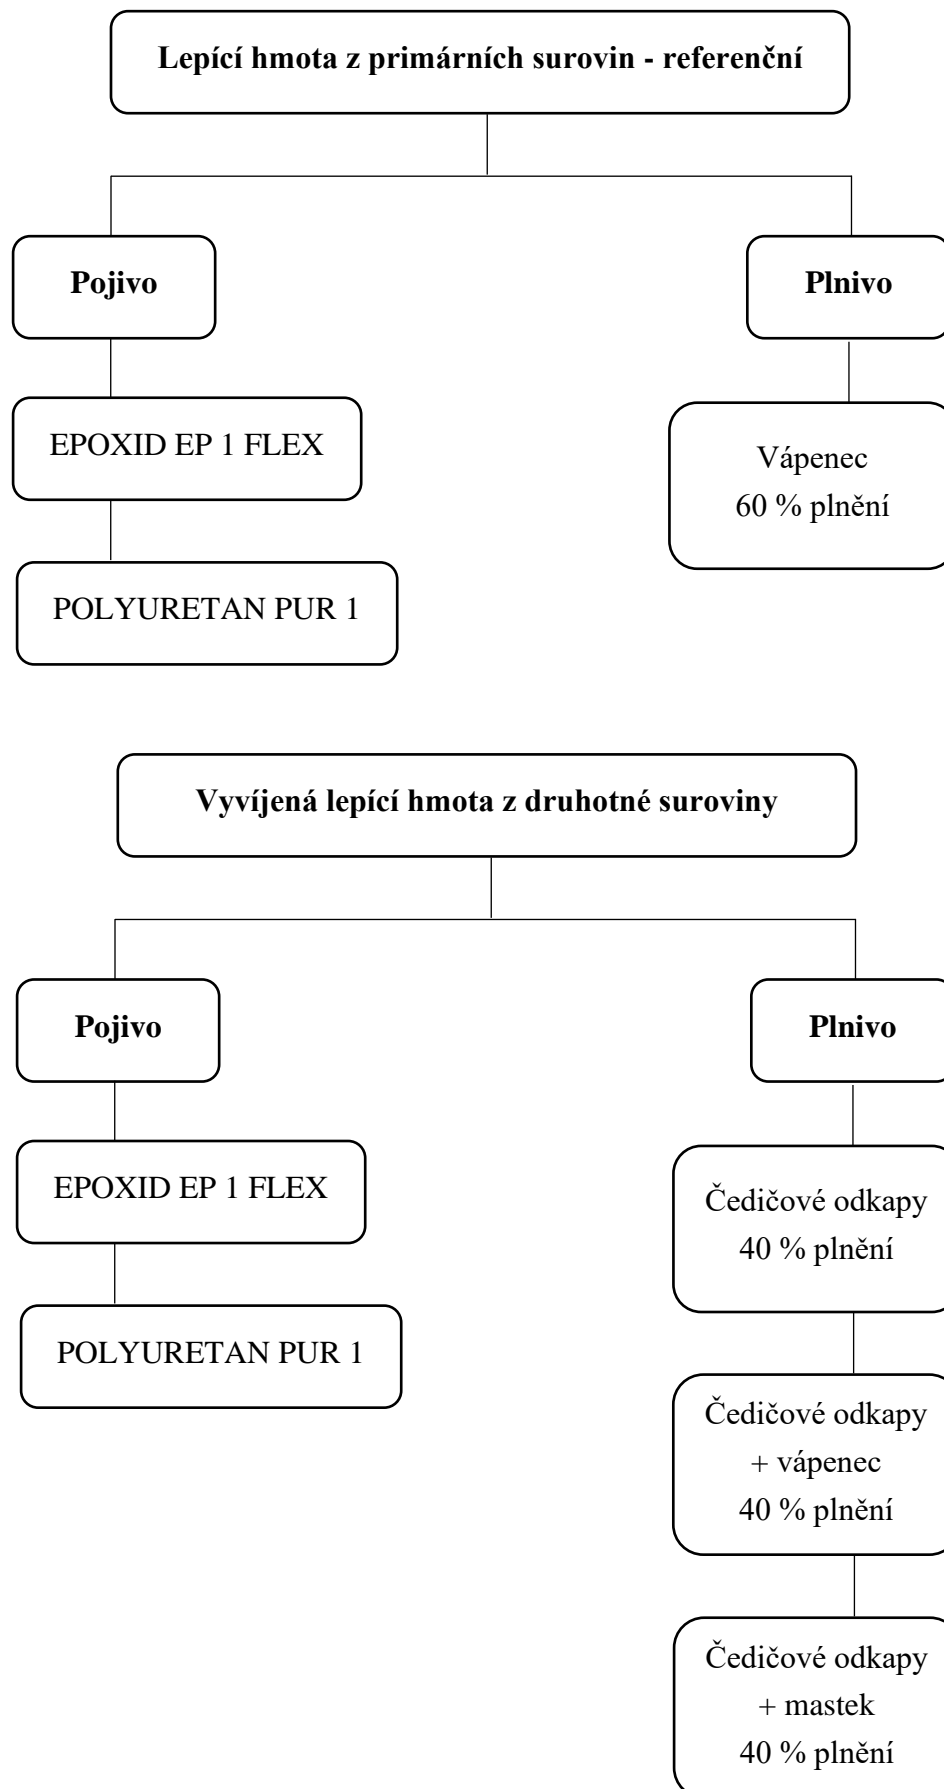 Lepící hmota z primárních surovin - referenční
Pojivo
Plnivo
EPOXID EP 1 FLEX
Vápenec
60 % plnění
POLYURETAN PUR 1
Vyvíjená lepící hmota z druhotné suroviny
Pojivo
Plnivo
EPOXID EP 1 FLEX
Čedičové odkapy
40 % plnění
POLYURETAN PUR 1
Čedičové odkapy
+ vápenec
40 % plnění
Čedičové odkapy
+ mastek
40 % plnění